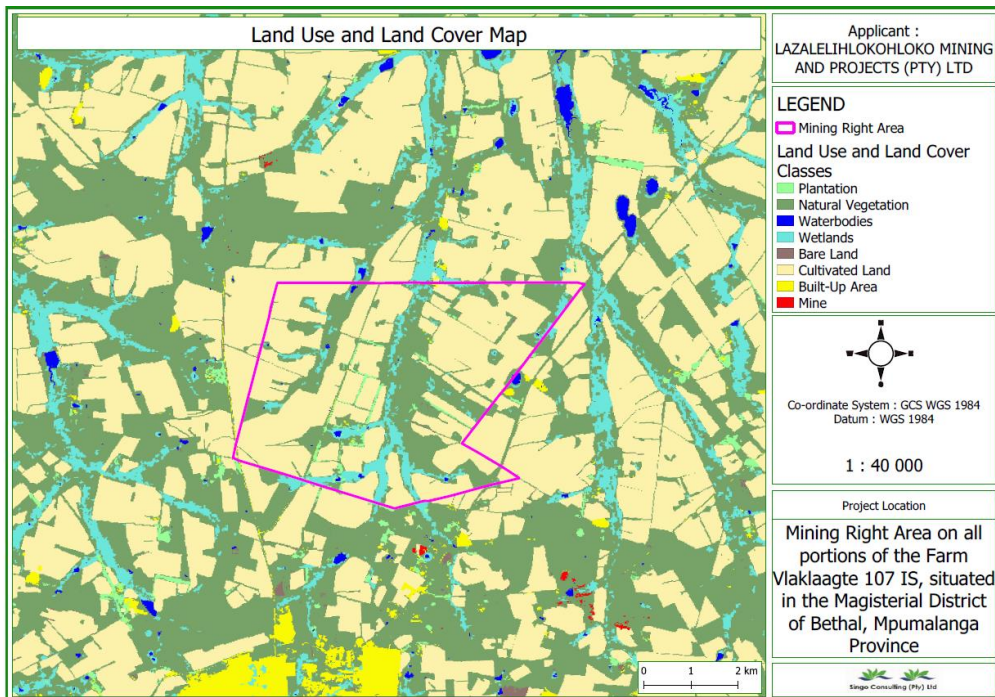 Land Use and Land Cover Map
Applicant :
LAZALELIHLOKOHLOKO MINING
AND PROJECTS (PTY) LTD
LEGEND
Mining Right Area
Land Use and Land Cover
Classes
Plantation
Natural Vegetation
Waterbodies
Wetlands
Bare Land
Cultivated Land
Built-Up Area
Mine
Co-ordinate System : GCS WGS 1984
Datum : WGS 1984
1 : 40 000
Project Location
Mining Right Area on all
portions of the Farm
Vlaklaagte 107 IS, situated
in the Magisterial District
of Bethal, Mpumalanga
Province
0 1 2 km
Singo Consulting (Pty) Ltd